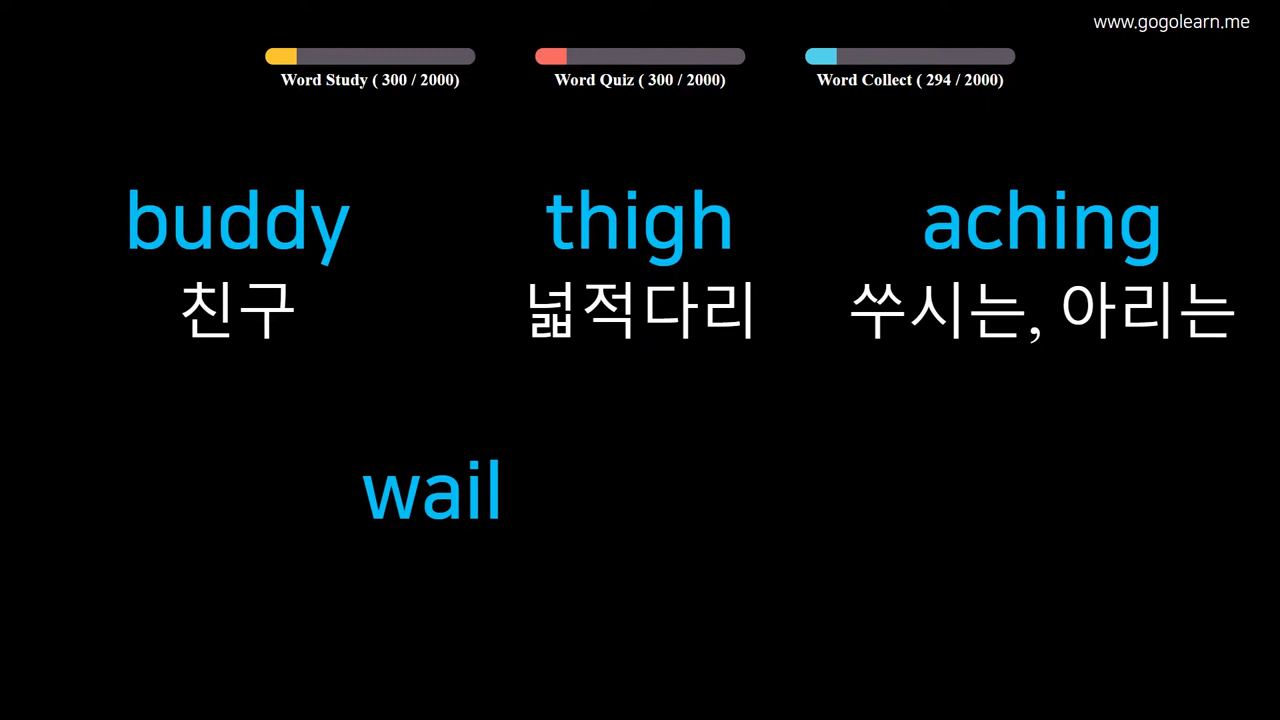 www.gogolearn.me
Word Study ( 300 / 2000)
Word Quiz ( 300 / 2000)
Word Collect ( 294 / 2000)
buddy
thigh
aching
친구
넓적다리
쑤시는, 아리는
wail